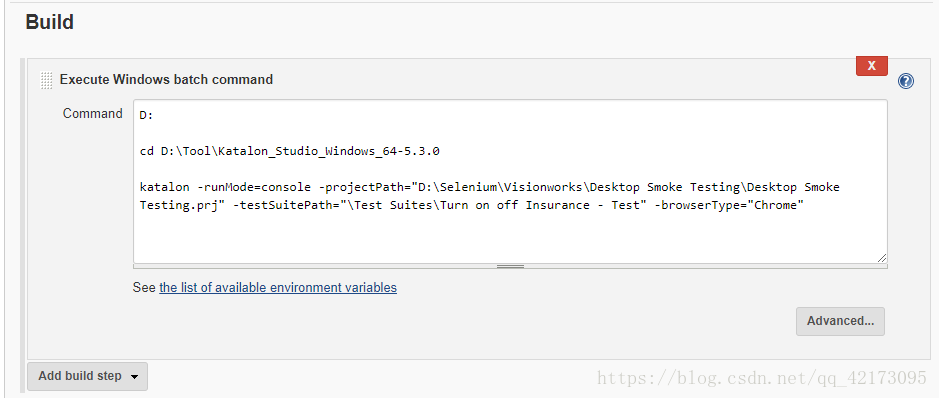 Build
X
Execute Windows batch command
?
Command
D:
cd D:\Tool\Katalon_Studio_Windows_64-5.3.0
katalon -runMode=console -projectPath="D:\Selenium\Visionworks\Desktop Smoke Testing\Desktop Smoke
Testing.prj" -testSuitePath="\Test Suites\Turn on off Insurance - Test" -browserType="Chrome"
See the list of available environment variables
Advanced...
Add build step
https://blog.csdn.net/qq_42173095